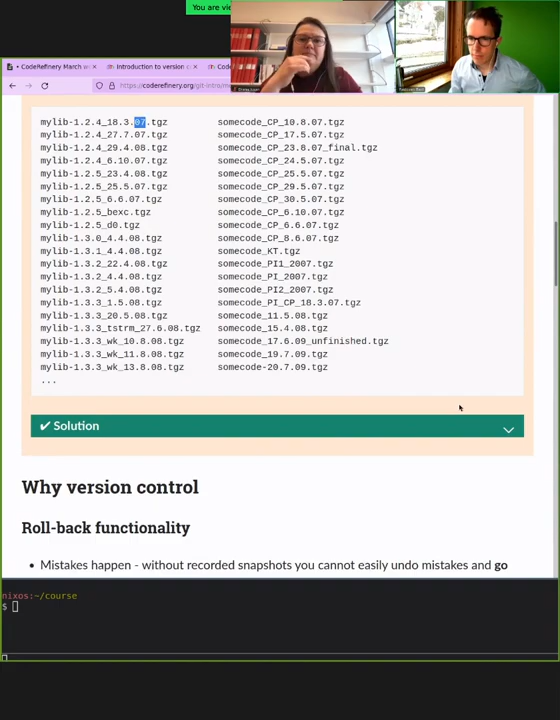 You are vie
• CodeRefinery March w
Introduction to version c
Cod
https://coderefinery.org/git-intro/
mylib-1.2.4_18.3.07.tgz somecode_CP_10.8.07.tgz
mylib-1.2.4_27.7.07.tgz somecode_CP_17.5.07.tgz
mylib-1.2.4_29.4.08.tgz somecode_CP_23.8.07_final.tgz
mylib-1.2.4_6.10.07.tgz somecode_CP_24.5.07.tgz
mylib-1.2.5_23.4.08.tgz somecode_CP_25.5.07.tgz
mylib-1.2.5_25.5.07.tgz somecode_CP_29.5.07.tgz
mylib-1.2.5_6.6.07.tgz somecode_CP_30.5.07.tgz
mylib-1.2.5_bexc.tgz somecode_CP_6.10.07.tgz
mylib-1.2.5_d0.tgz somecode_CP_6.6.07.tgz
mylib-1.3.0_4.4.08.tgz somecode_CP_8.6.07.tgz
mylib-1.3.1_4.4.08.tgz somecode_KT.tgz
mylib-1.3.2_22.4.08.tgz somecode_PI1_2007.tgz
mylib-1.3.2_4.4.08.tgz somecode_PI_2007.tgz
mylib-1.3.2_5.4.08.tgz somecode_PI2_2007.tgz
mylib-1.3.3_1.5.08.tgz somecode_PI_CP_18.3.07.tgz
mylib-1.3.3_20.5.08.tgz somecode_11.5.08.tgz
mylib-1.3.3_tstrm_27.6.08.tgz somecode_15.4.08.tgz
mylib-1.3.3_wk_10.8.08.tgz somecode_17.6.09_unfinished.tgz
mylib-1.3.3_wk_11.8.08.tgz somecode_19.7.09.tgz
mylib-1.3.3_wk_13.8.08.tgz somecode-20.7.09.tgz
...
✔ Solution
Why version control
Roll-back functionality
• Mistakes happen - without recorded snapshots you cannot easily undo mistakes and go
nixos:~/course
$